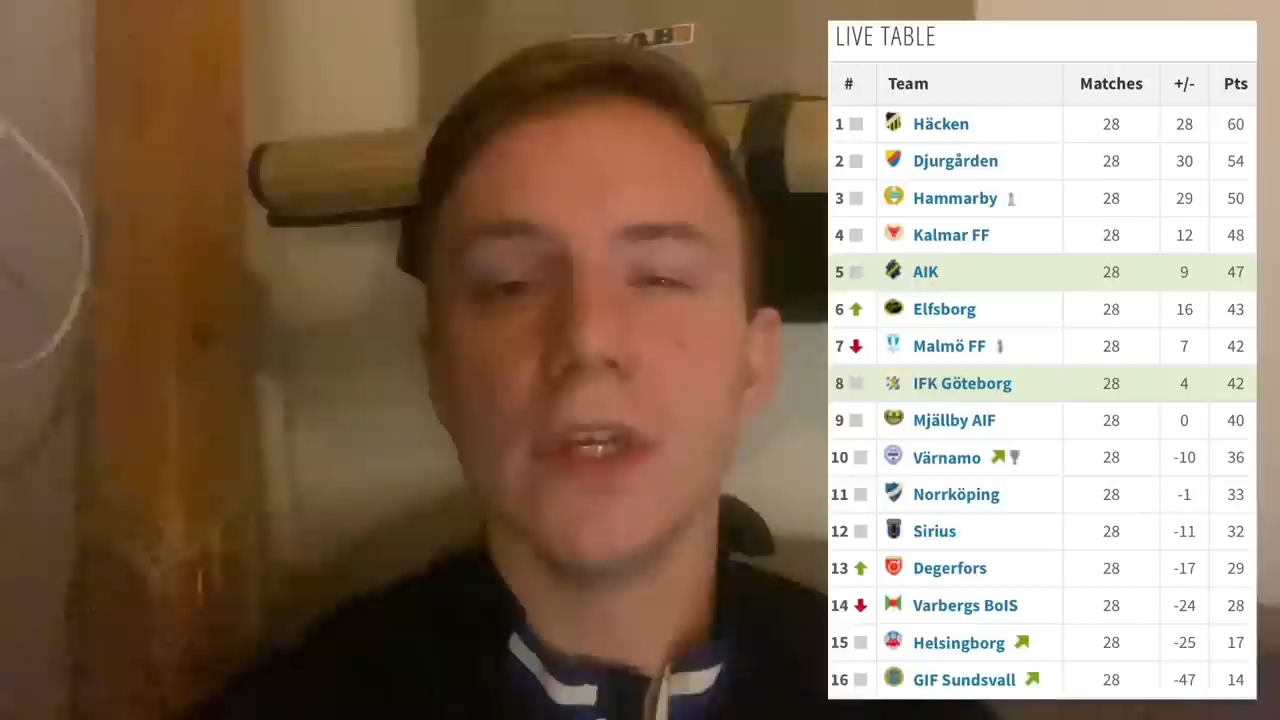 LIVE TABLE
# Team Matches +/- Pts
1 Häcken 28 28 60
2 Djurgården 28 30 54
3 Hammarby 28 29 50
4 Kalmar FF 28 12 48
5 AIK 28 9 47
6 Elfsborg 28 16 43
7 Malmö FF 28 7 42
8 IFK Göteborg 28 4 42
9 Mjällby AIF 28 0 40
10 Värnamo 28 -10 36
11 Norrköping 28 -1 33
12 Sirius 28 -11 32
13 Degerfors 28 -17 29
14 Varbergs BoIS 28 -24 28
15 Helsingborg 28 -25 17
16 GIF Sundsvall 28 -47 14